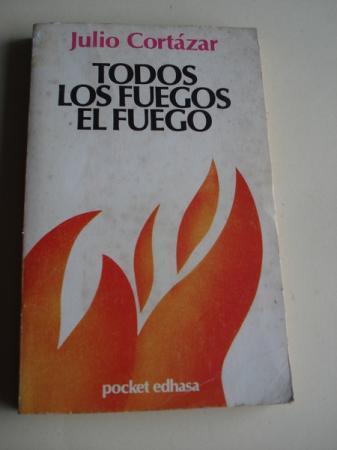 Julio Cortázar
TODOS
LOS FUEGOS
EL FUEGO
pocket edhasa